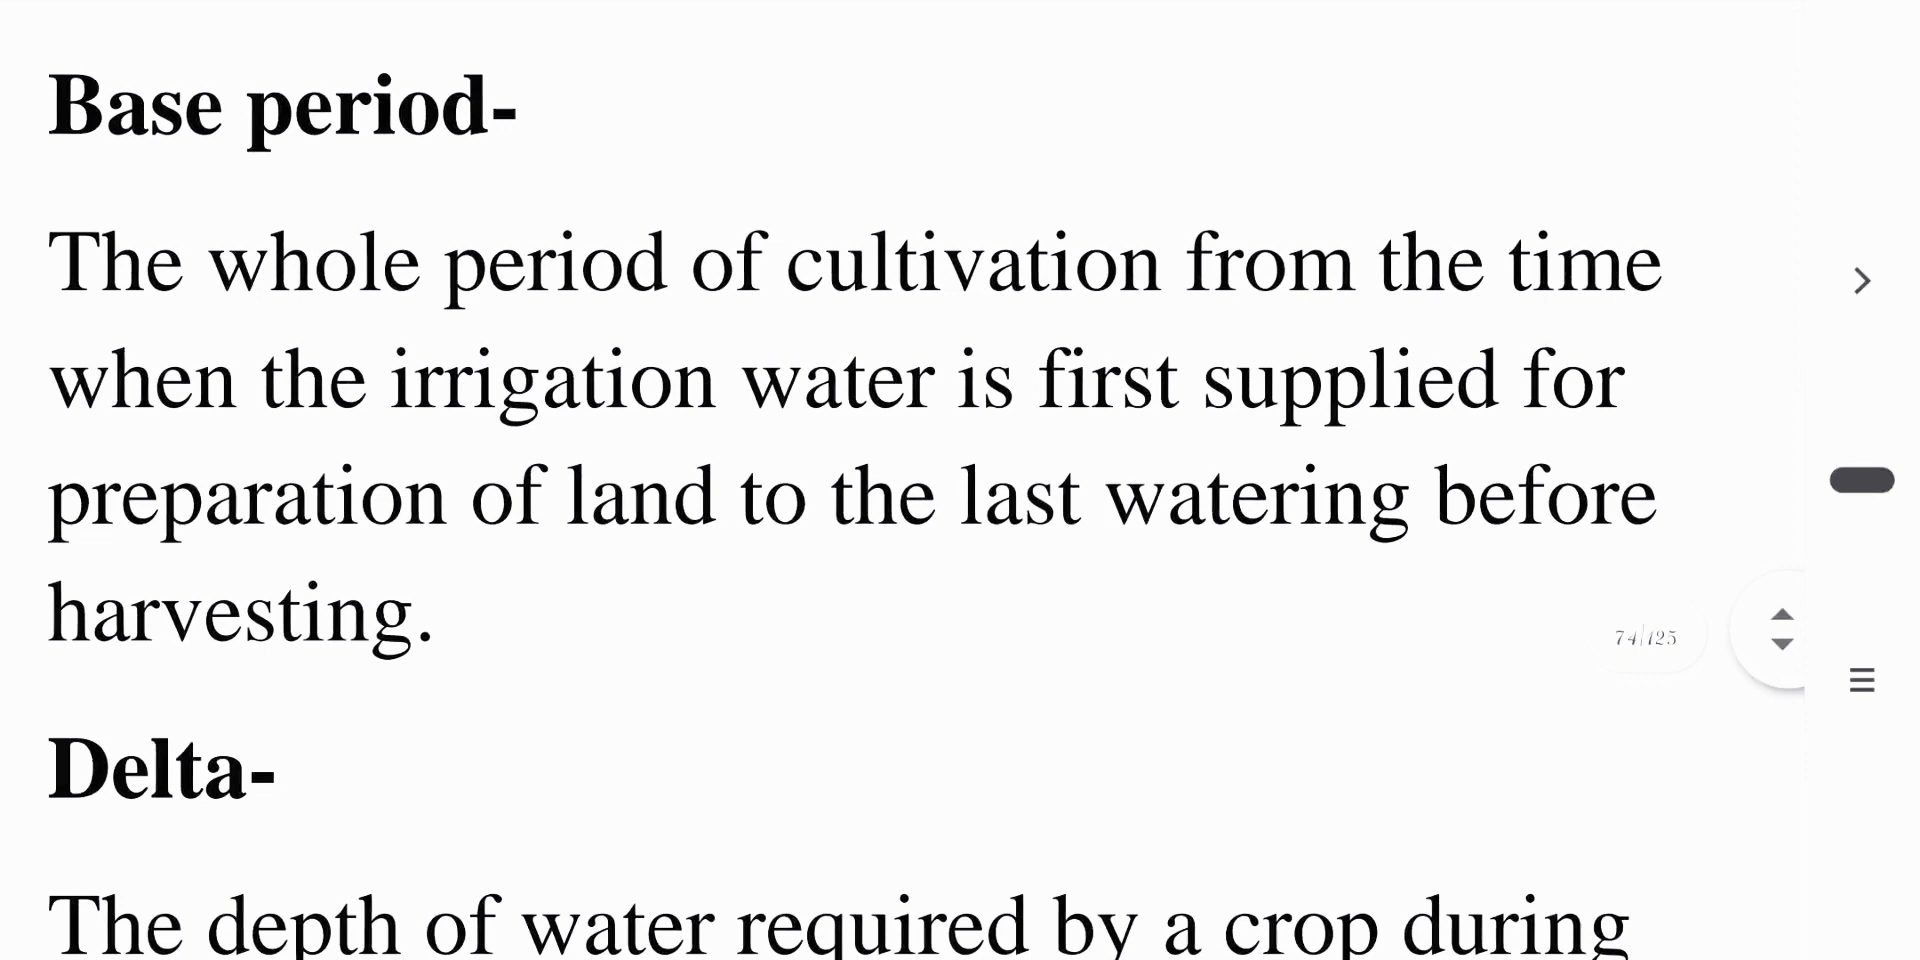 Base period-
The whole period of cultivation from the time
when the irrigation water is first supplied for
preparation of land to the last watering before
harvesting.
74/125
Delta-
The depth of water required by a crop during